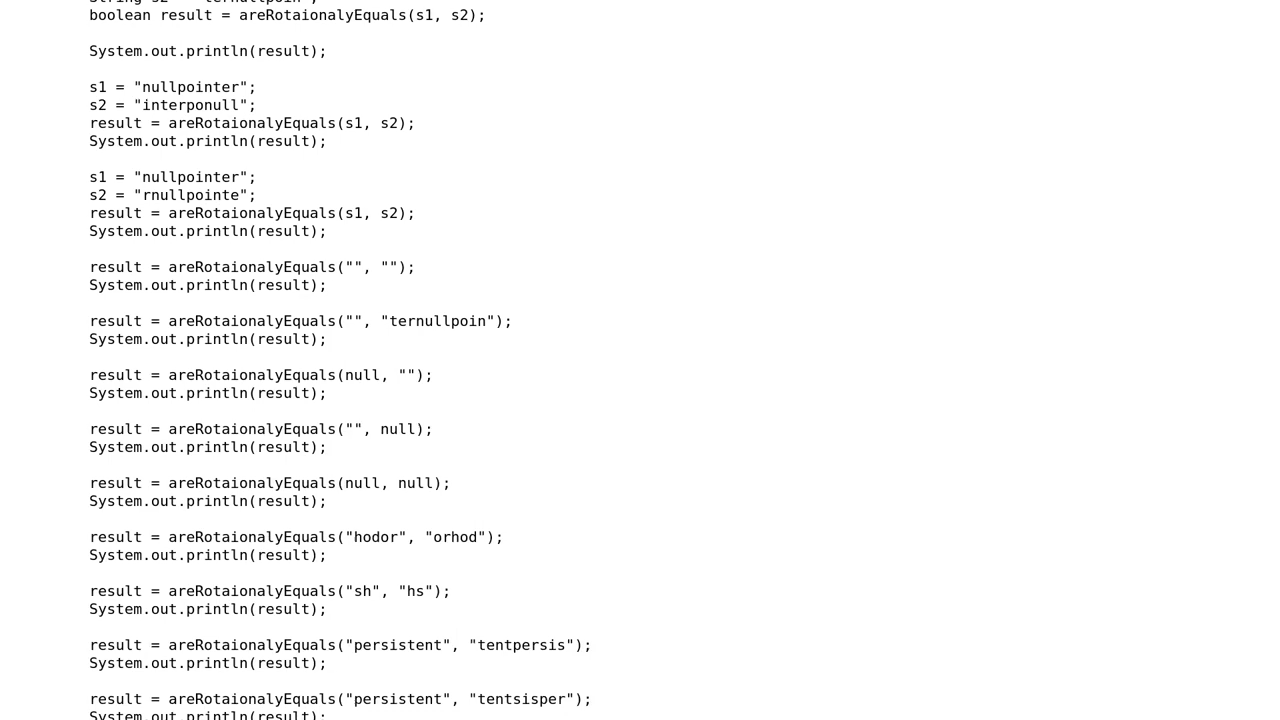 boolean result = areRotaionalyEquals(s1, s2);
System.out.println(result);
s1 = "nullpointer";
s2 = "interponull";
result = areRotaionalyEquals(s1, s2);
System.out.println(result);
s1 = "nullpointer";
s2 = "rnullpointe";
result = areRotaionalyEquals(s1, s2);
System.out.println(result);
result = areRotaionalyEquals("", "");
System.out.println(result);
result = areRotaionalyEquals("", "ternullpoin");
System.out.println(result);
result = areRotaionalyEquals(null, "");
System.out.println(result);
result = areRotaionalyEquals("", null);
System.out.println(result);
result = areRotaionalyEquals(null, null);
System.out.println(result);
result = areRotaionalyEquals("hodor", "orhod");
System.out.println(result);
result = areRotaionalyEquals("sh", "hs");
System.out.println(result);
result = areRotaionalyEquals("persistent", "tentpersis");
System.out.println(result);
result = areRotaionalyEquals("persistent", "tentsisper");
System.out.println(result);